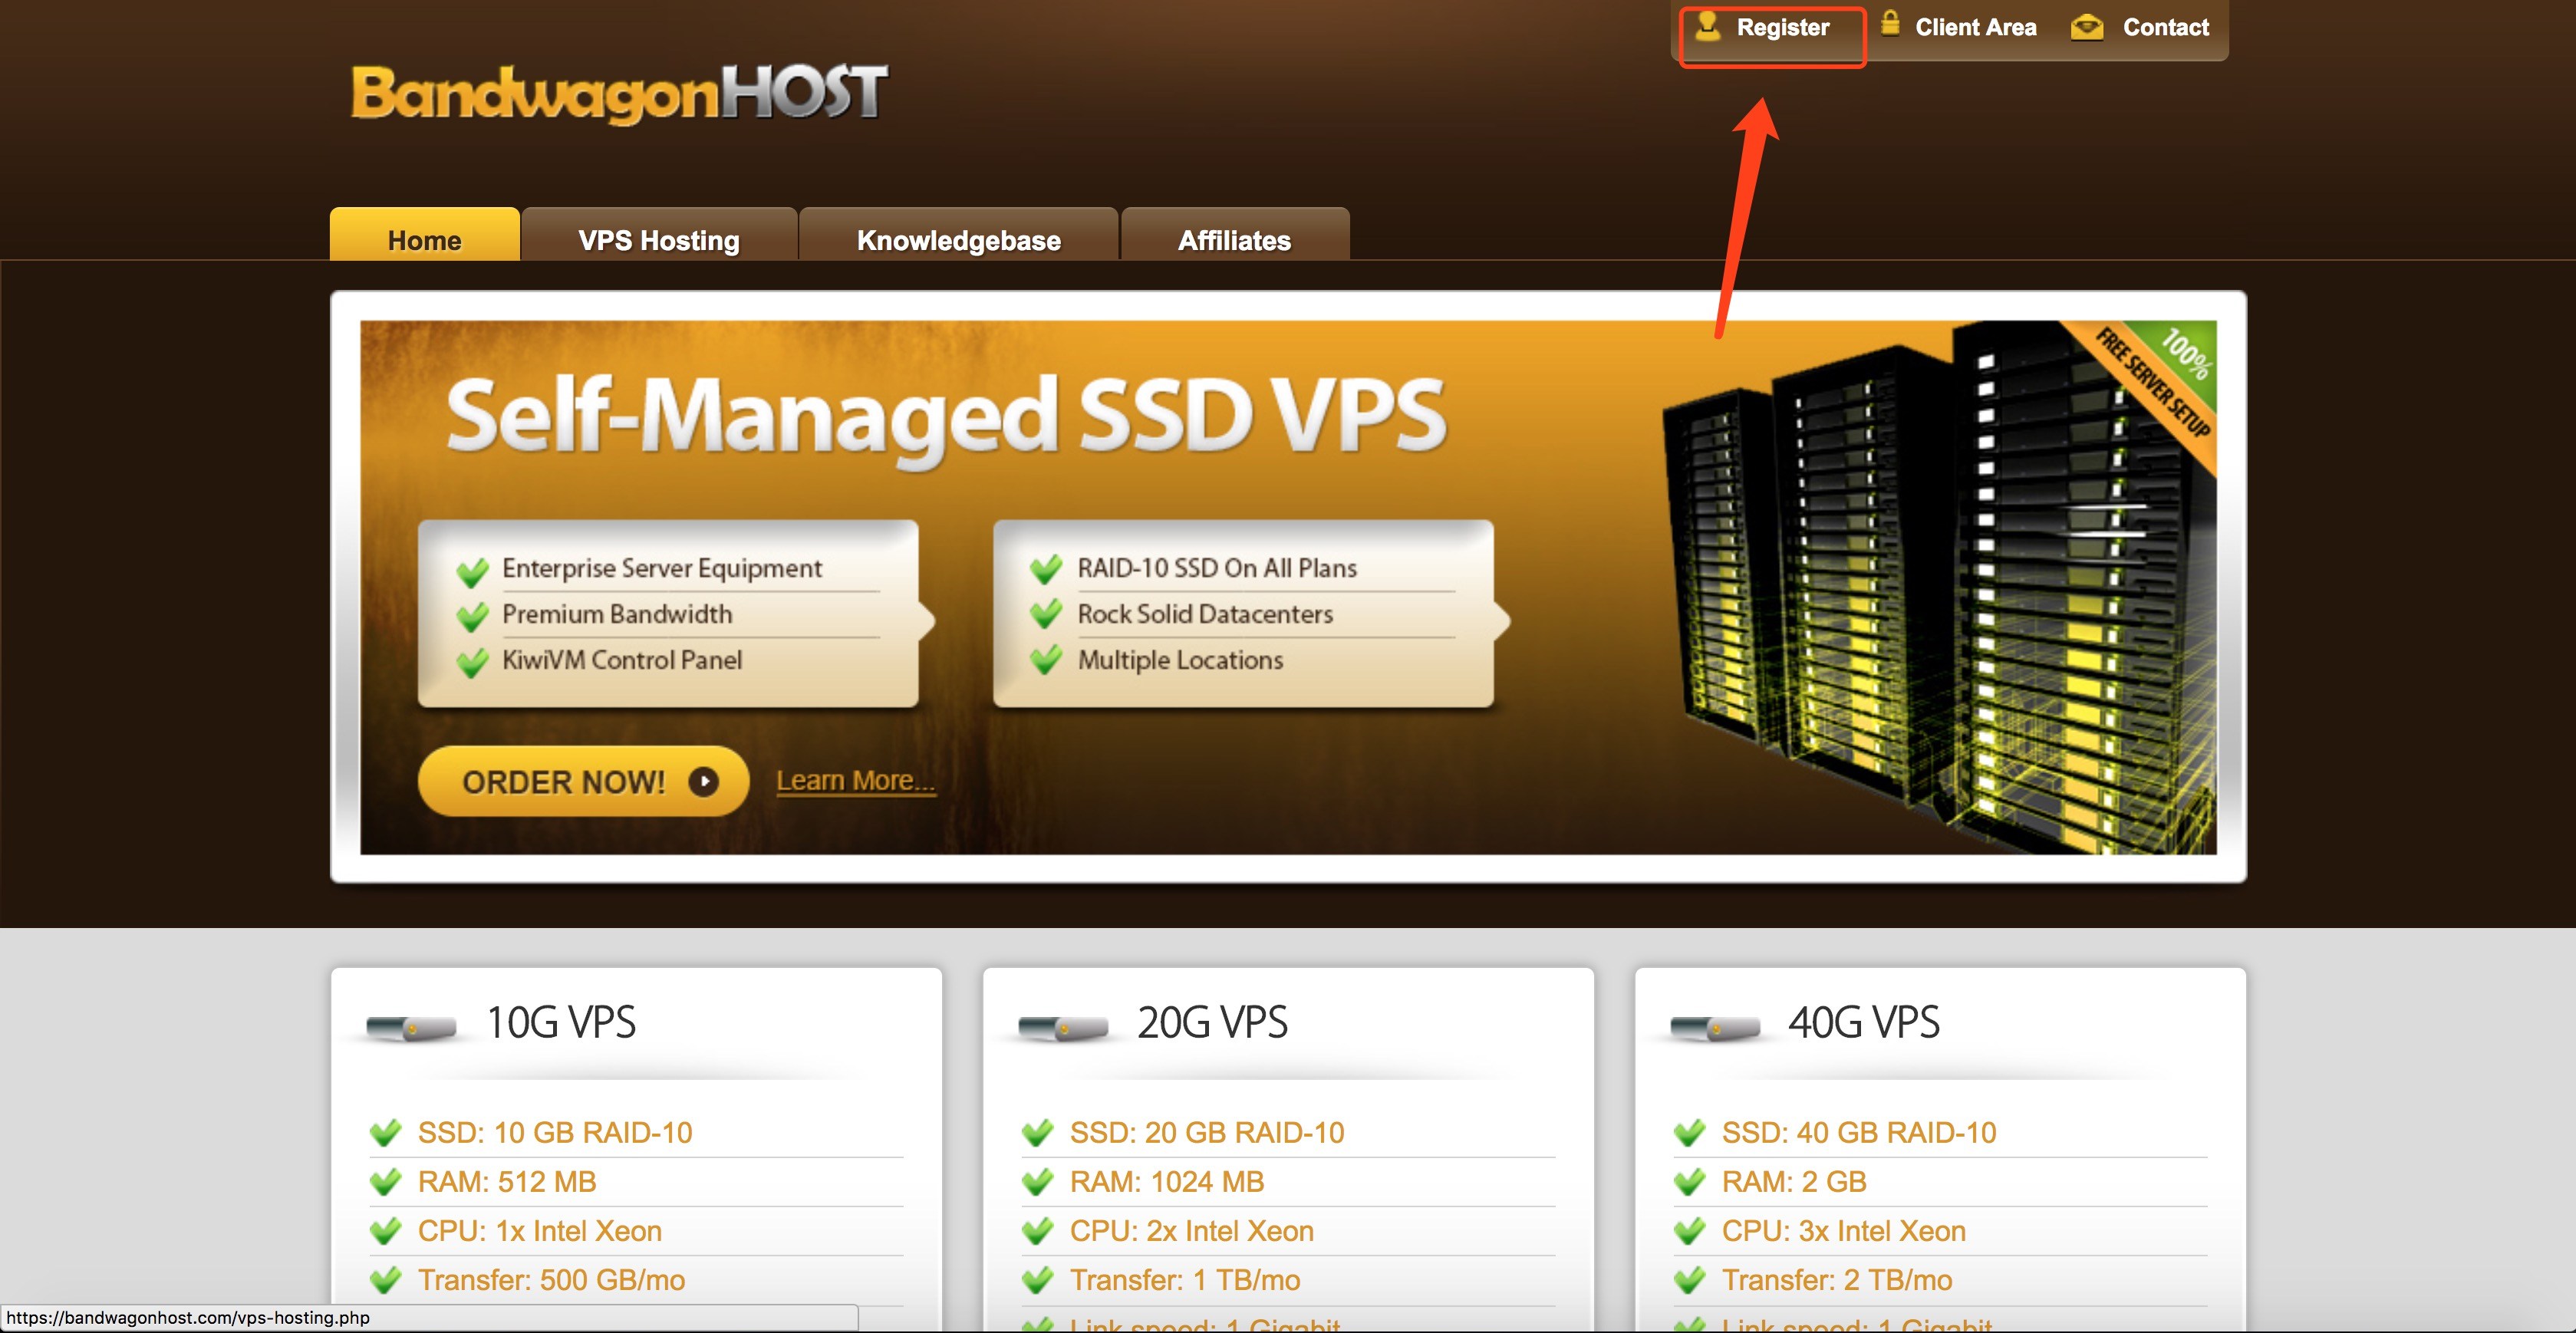 Register Client Area Contact
BandwagonHOST
Home VPS Hosting Knowledgebase Affiliates
Self-Managed SSD VPS
100%
FREE SERVER SETUP
Enterprise Server Equipment
Premium Bandwidth
KiwiVM Control Panel
RAID-10 SSD On All Plans
Rock Solid Datacenters
Multiple Locations
ORDER NOW! Learn More...
10G VPS
SSD: 10 GB RAID-10
RAM: 512 MB
CPU: 1x Intel Xeon
Transfer: 500 GB/mo
20G VPS
SSD: 20 GB RAID-10
RAM: 1024 MB
CPU: 2x Intel Xeon
Transfer: 1 TB/mo
Link speed: 1 Gigabit
40G VPS
SSD: 40 GB RAID-10
RAM: 2 GB
CPU: 3x Intel Xeon
Transfer: 2 TB/mo
Link speed: 1 Gigabit
https://bandwagonhost.com/vps-hosting.php